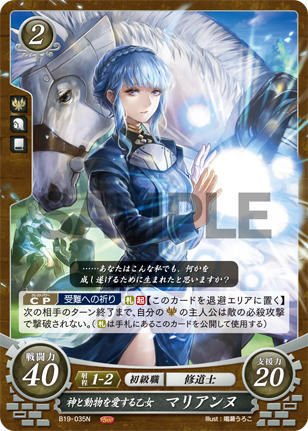 2
SAMPLE
……あなたはこんな私でも、何かを
成し遂げるために生まれたと思いますか?
CP 受難への祈り 札 起 【このカードを退避エリアに置く】
次の相手のターン終了まで、自分の の主人公は敵の必殺攻撃
で撃破されない。(札は手札にあるこのカードを公開して使用する)
戦闘力
40
射程 1-2 初級職 修道士
支援力
20
神と動物を愛する乙女 マリアンヌ
B19-035N
Illust: